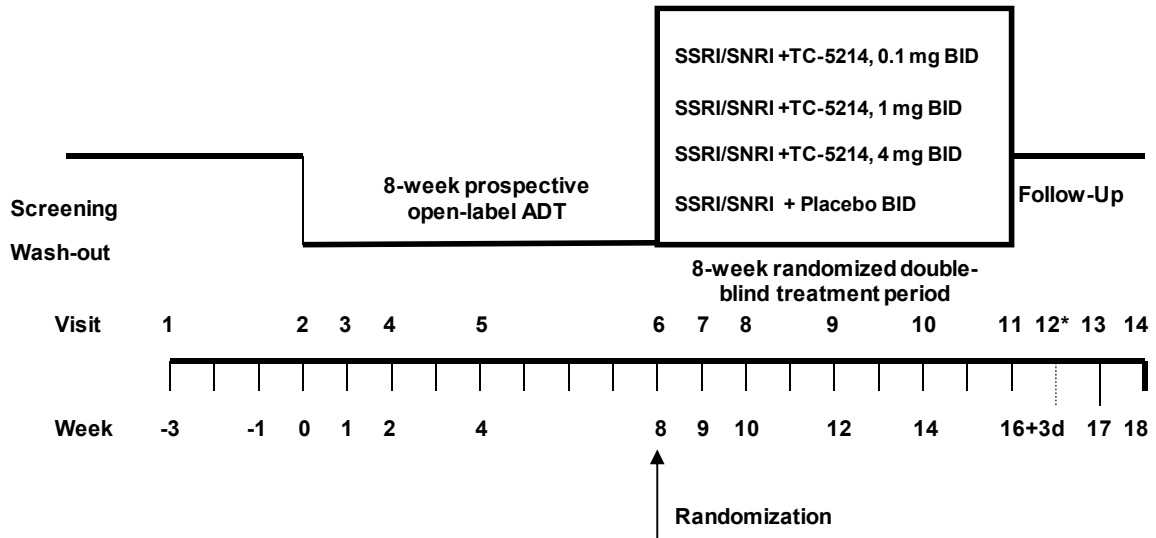 SSRI/SNRI +TC-5214, 0.1 mg BID
SSRI/SNRI +TC-5214, 1 mg BID
SSRI/SNRI +TC-5214, 4 mg BID
SSRI/SNRI + Placebo BID
8-week prospective
open-label ADT
Screening
Wash-out
Follow-Up
8-week randomized double-
blind treatment period
Visit 1 2 3 4 5 6 7 8 9 10 11 12* 13 14
Week -3 -1 0 1 2 4 8 9 10 12 14 16+3d 17 18
Randomization